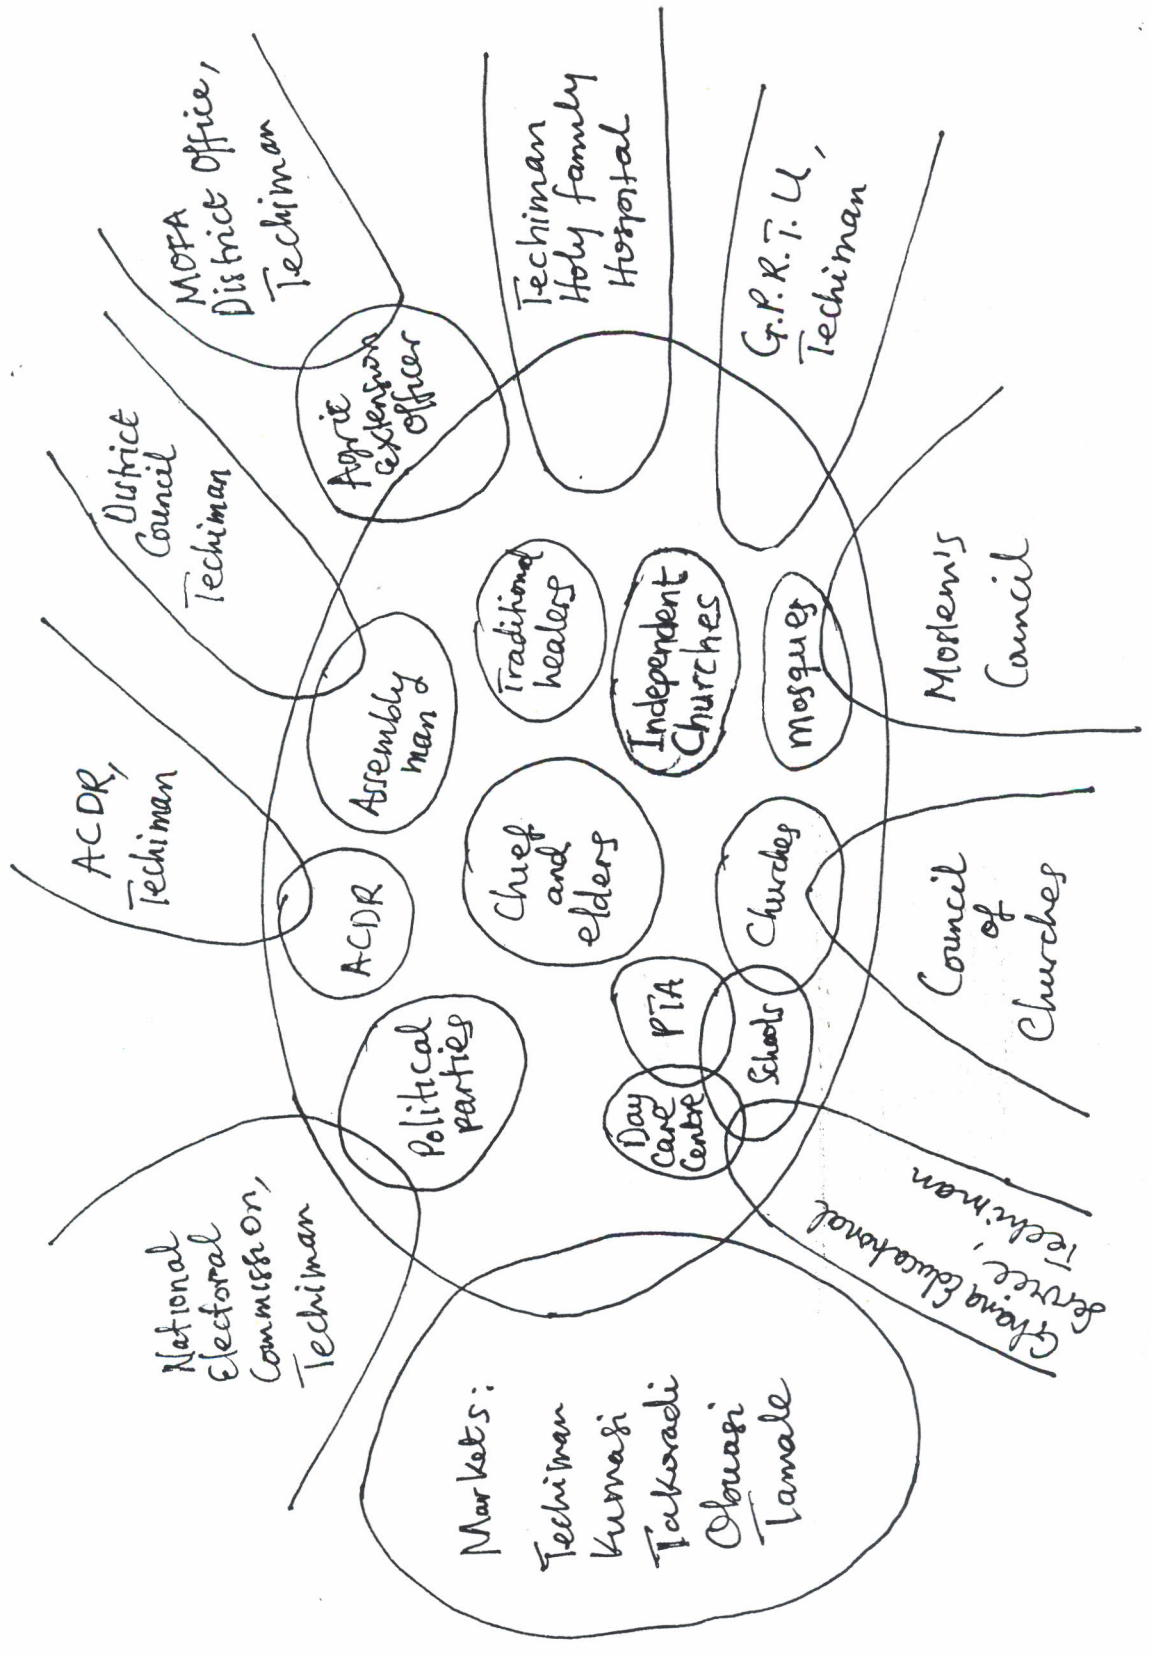 National
Electoral
Commission,
Techiman
ACDR,
Techiman
District
Council
Techiman
MOFA
District Office,
Techiman
Markets:
Techiman
Kumasi
Takoradi
Obuasi
Tamale
Political
parties
ACDR
Assembly
man
Agric
extension
Officer
Chief
and
elders
Traditional
healers
Techiman
Holy family
Hospital
Day
care
Centre
PTA
Independent
Churches
Schools
Churches
Mosques
G.P.R.T.U,
Techiman
Ghana Educational
Service,
Techiman
Council
of
Churches
Moslem's
Council